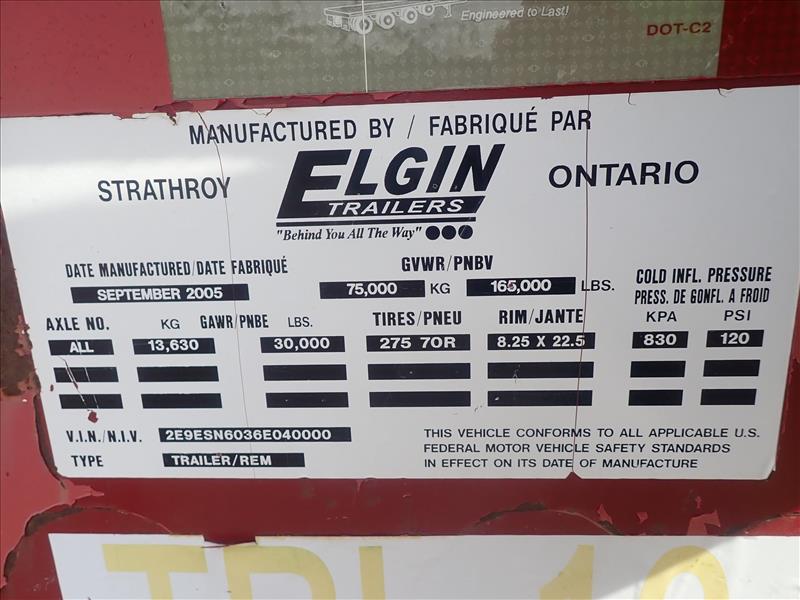 Engineered to Last!
DOT-C2
MANUFACTURED BY / FABRIQUÉ PAR
STRATHROY ELGIN ONTARIO
TRAILERS
"Behind You All The Way"
DATE MANUFACTURED/DATE FABRIQUÉ GVWR/PNBV COLD INFL. PRESSURE
SEPTEMBER 2005 75,000 KG 165,000 LBS. PRESS. DE GONFL. A FROID
AXLE NO. KG GAWR/PNBE LBS. TIRES/PNEU RIM/JANTE KPA PSI
ALL 13,630 30,000 275 70R 8.25 X 22.5 830 120
V.I.N./N.I.V. 2E9ESN6036E040000 THIS VEHICLE CONFORMS TO ALL APPLICABLE U.S.
FEDERAL MOTOR VEHICLE SAFETY STANDARDS
TYPE TRAILER/REM IN EFFECT ON ITS DATE OF MANUFACTURE